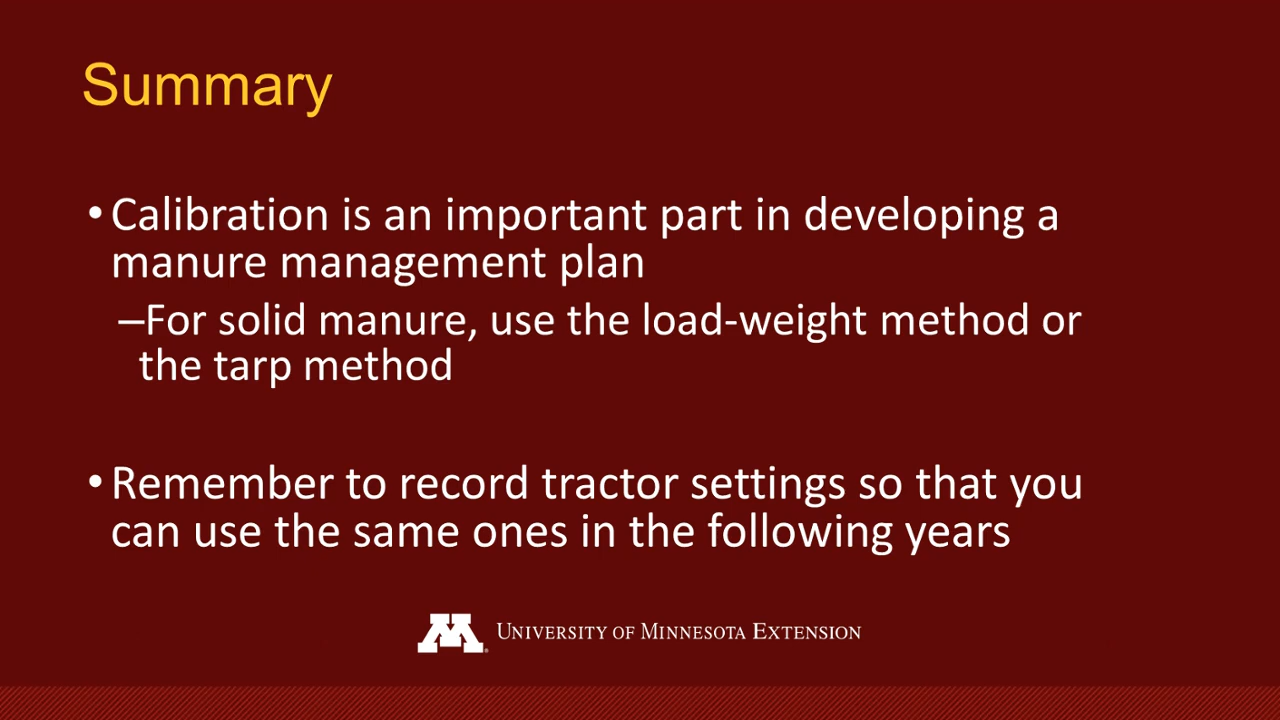 Summary
• Calibration is an important part in developing a
manure management plan
–For solid manure, use the load-weight method or
the tarp method
• Remember to record tractor settings so that you
can use the same ones in the following years
M UNIVERSITY OF MINNESOTA EXTENSION